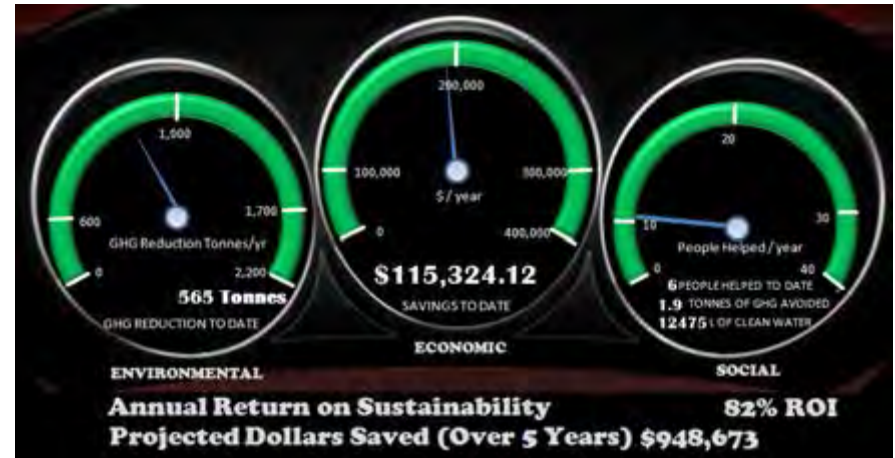 1,000
600
1,700
GHG Reduction Tonnes/yr
0
2,200
565 Tonnes
GHG REDUCTION TO DATE
ENVIRONMENTAL
200,000
100,000
300,000
$/ year
0
400,000
$115,324.12
SAVINGS TO DATE
ECONOMIC
20
10
30
People Helped/ year
0
40
6 PEOPLE HELPED TO DATE
1.9 TONNES OF GHG AVOIDED
12475 L OF CLEAN WATER
SOCIAL
Annual Return on Sustainability 82% ROI
Projected Dollars Saved (Over 5 Years) $948,673